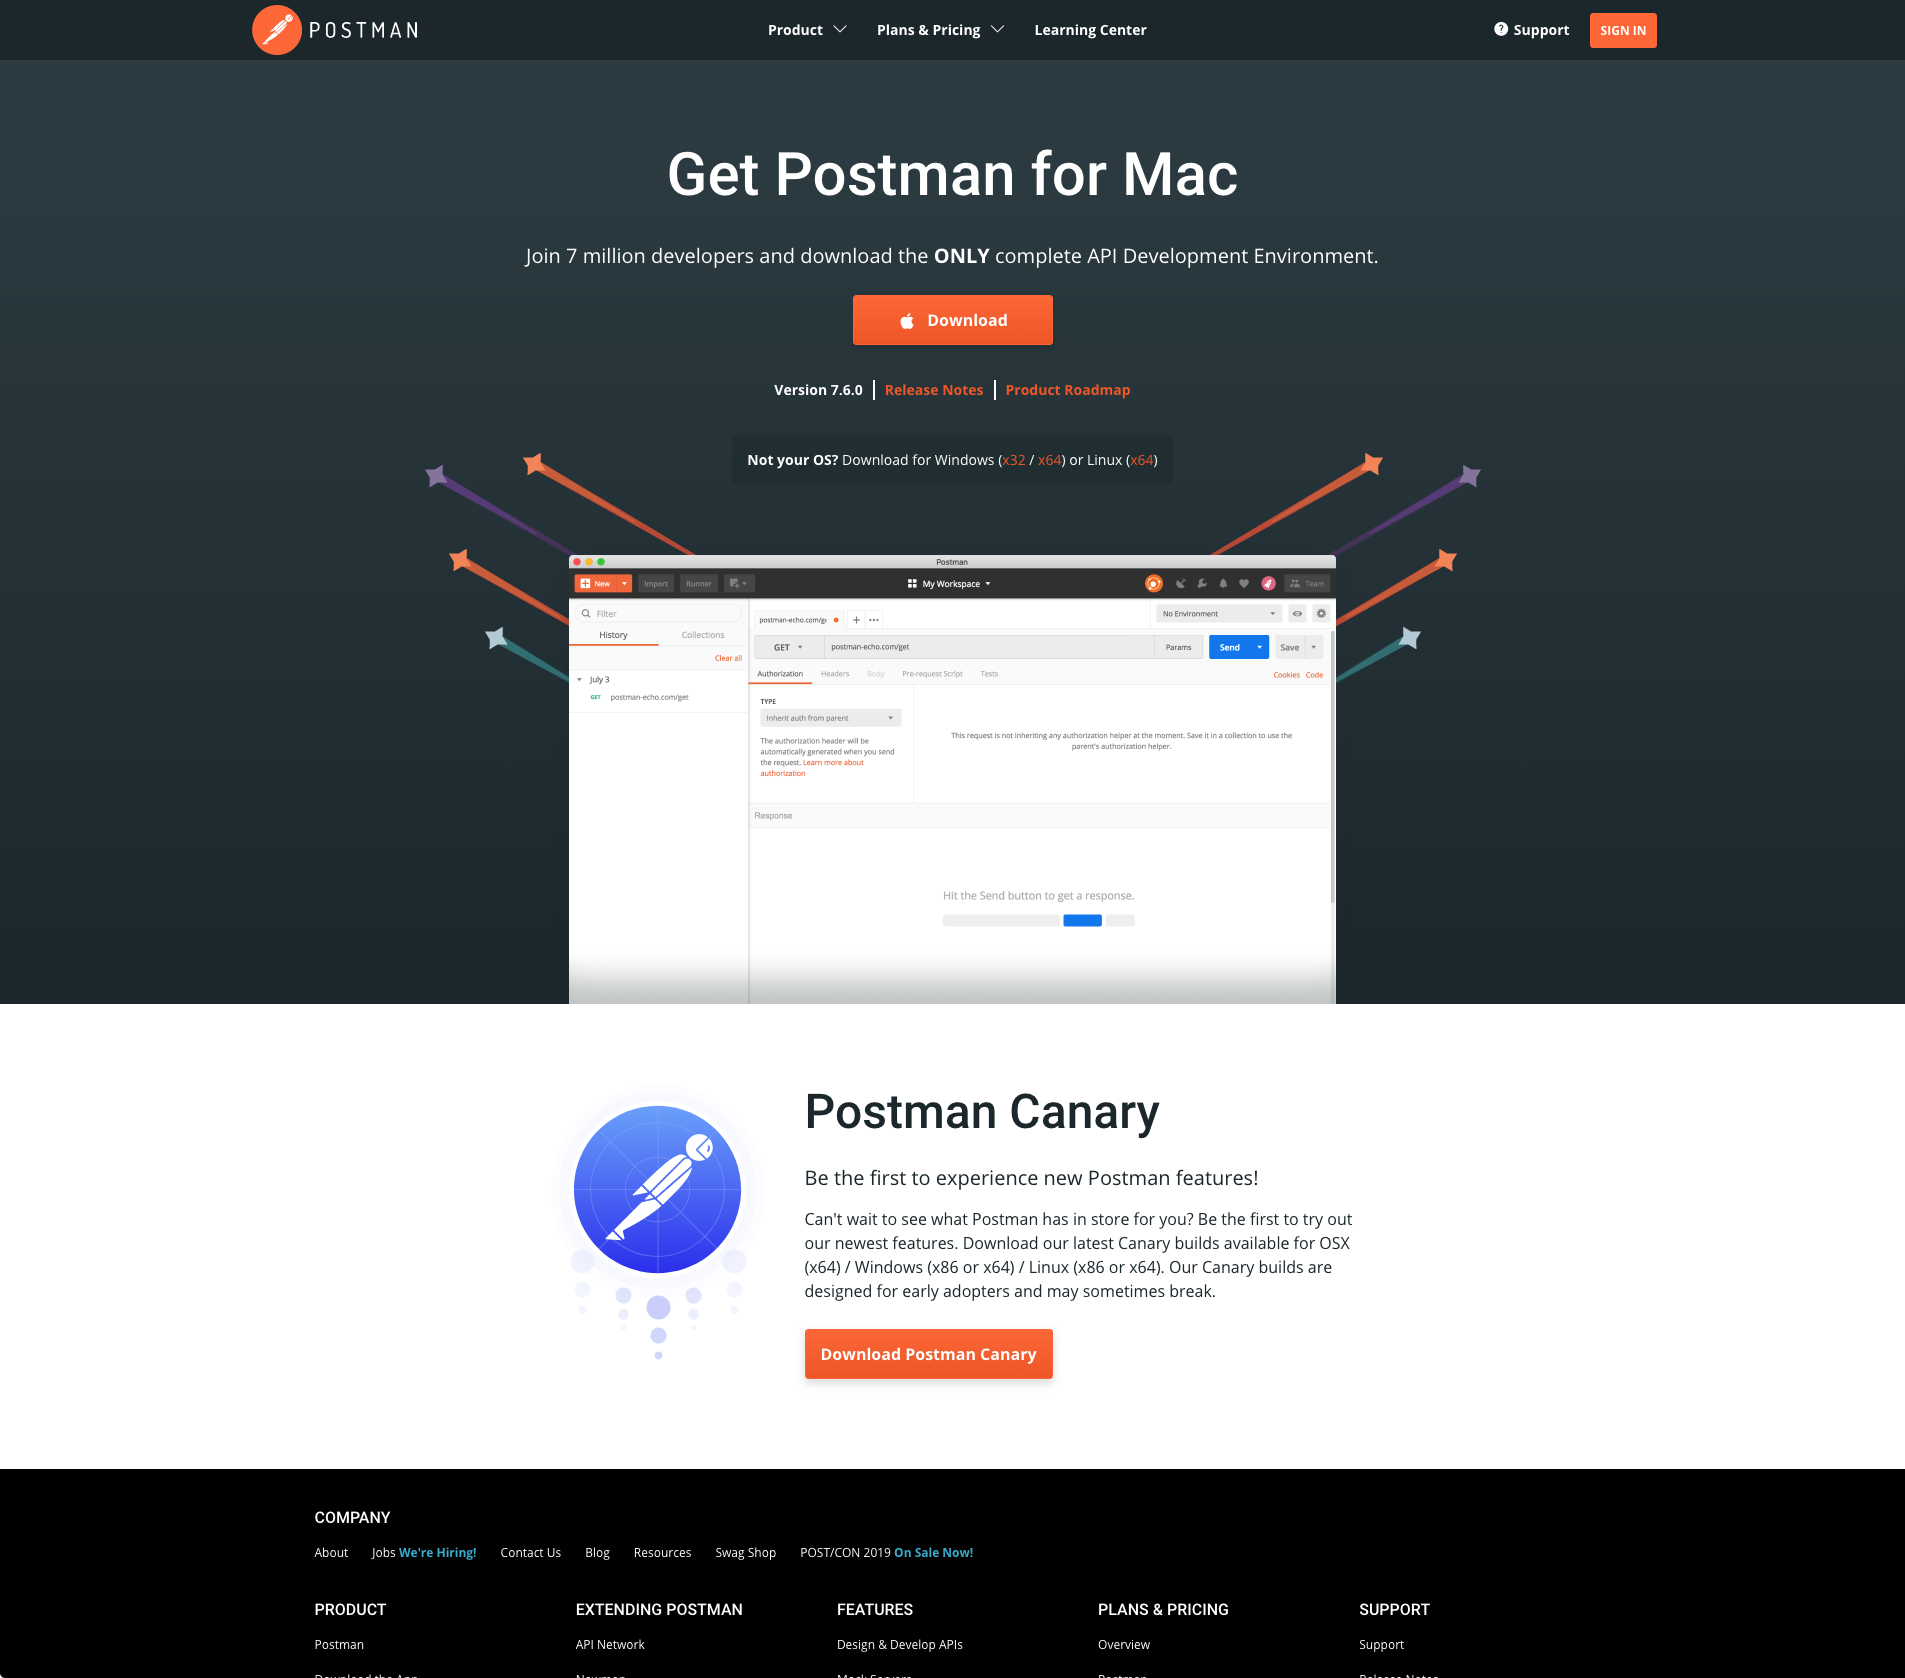 POSTMAN
Product
Plans & Pricing
Learning Center
Support
SIGN IN
Get Postman for Mac
Join 7 million developers and download the ONLY complete API Development Environment.
Download
Version 7.6.0
Release Notes
Product Roadmap
Not your OS? Download for Windows (x32 / x64) or Linux (x64)
Postman
New
Import
Runner
My Workspace
Team
Filter
History
Collections
Clear all
July 3
GET postman-echo.com/get
postman-echo.com/ge
No Environment
GET
postman-echo.com/get
Params
Send
Save
Authorization
Headers
Body
Pre-request Script
Tests
Cookies
Code
TYPE
Inherit auth from parent
The authorization header will be
automatically generated when you send
the request. Learn more about
authorization
This request is not inheriting any authorization helper at the moment. Save it in a collection to use the
parent's authorization helper.
Response
Hit the Send button to get a response.
Postman Canary
Be the first to experience new Postman features!
Can't wait to see what Postman has in store for you? Be the first to try out
our newest features. Download our latest Canary builds available for OSX
(x64) / Windows (x86 or x64) / Linux (x86 or x64). Our Canary builds are
designed for early adopters and may sometimes break.
Download Postman Canary
COMPANY
About
Jobs We're Hiring!
Contact Us
Blog
Resources
Swag Shop
POST/CON 2019 On Sale Now!
PRODUCT
EXTENDING POSTMAN
FEATURES
PLANS & PRICING
SUPPORT
Postman
API Network
Design & Develop APIs
Overview
Support